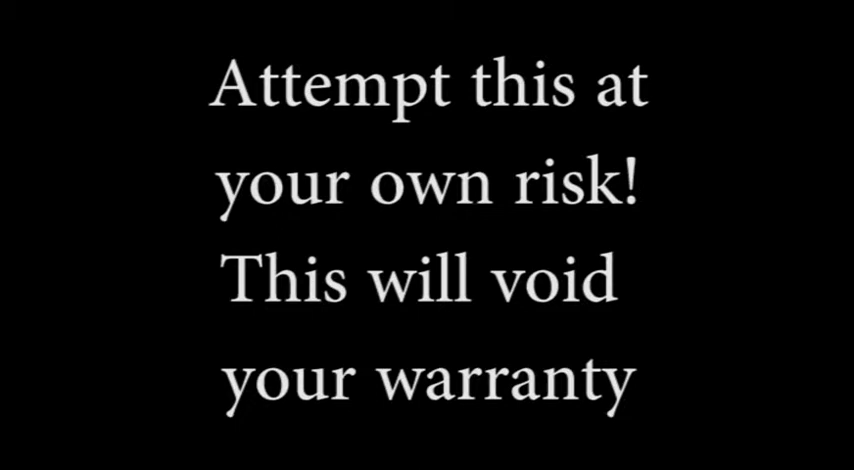 Attempt this at
your own risk!
This will void
your warranty